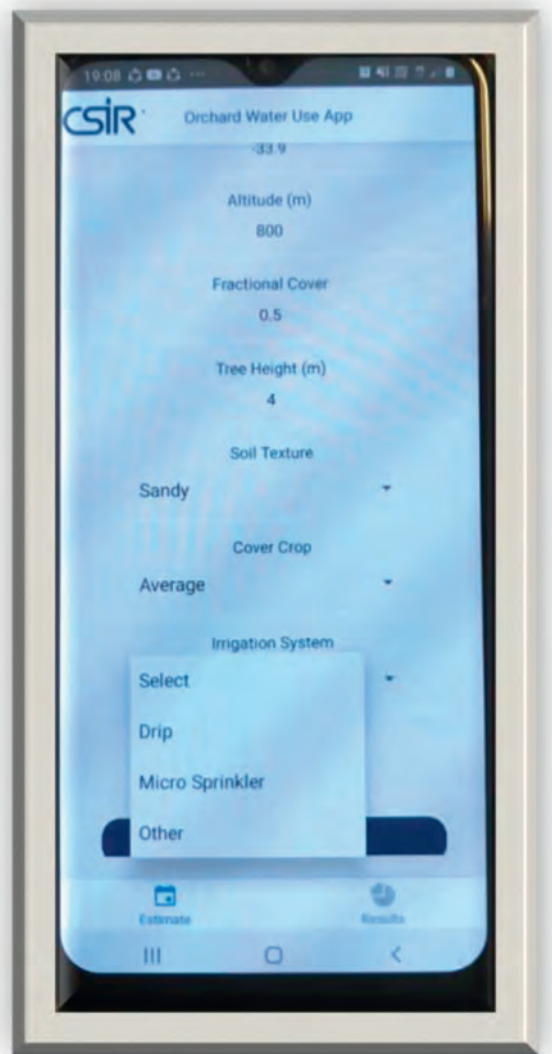 19:08
CSIR
Orchard Water Use App
-33.9
Altitude (m)
800
Fractional Cover
0.5
Tree Height (m)
4
Soil Texture
Sandy
Cover Crop
Average
Irrigation System
Select
Drip
Micro Sprinkler
Other
Estimate
Results